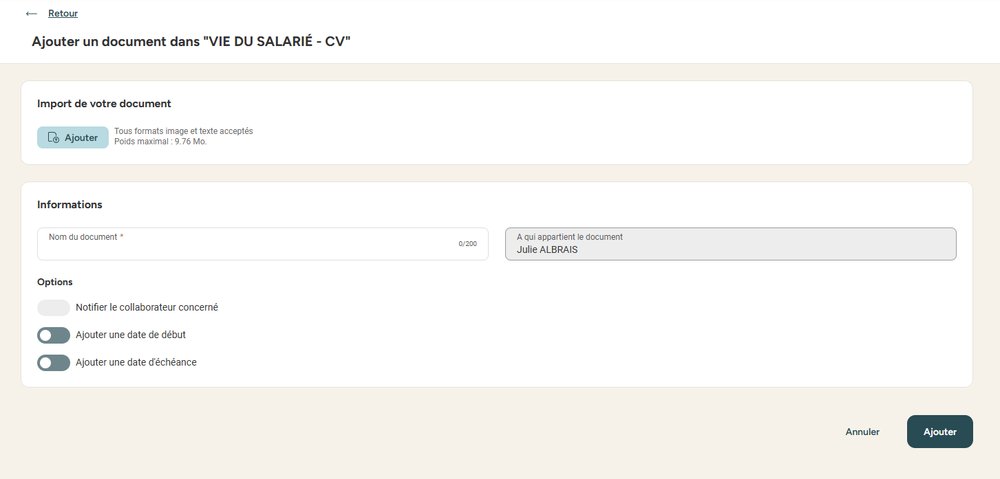 Retour
Ajouter un document dans "VIE DU SALARIÉ - CV"
Import de votre document
Ajouter
Tous formats image et texte acceptés
Poids maximal : 9.76 Mo.
Informations
Nom du document *
0/200
A qui appartient le document
Julie ALBRAIS
Options
Notifier le collaborateur concerné
Ajouter une date de début
Ajouter une date d'échéance
Annuler
Ajouter